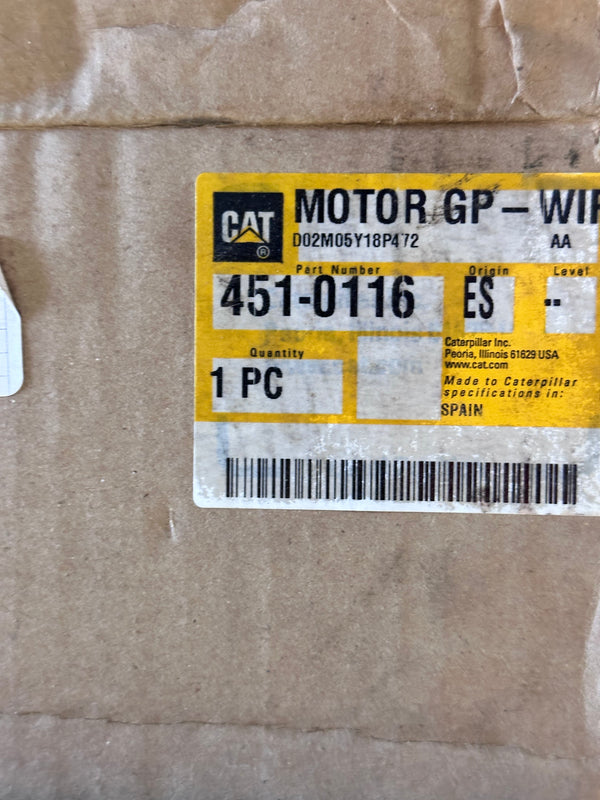 CAT
®
MOTOR GP – WIP
D02M05Y18P472 AA
Part Number Origin Level
451-0116 ES --
Quantity
1 PC
Caterpillar Inc.
Peoria, Illinois 61629 USA
www.cat.com
Made to Caterpillar
specifications in:
SPAIN